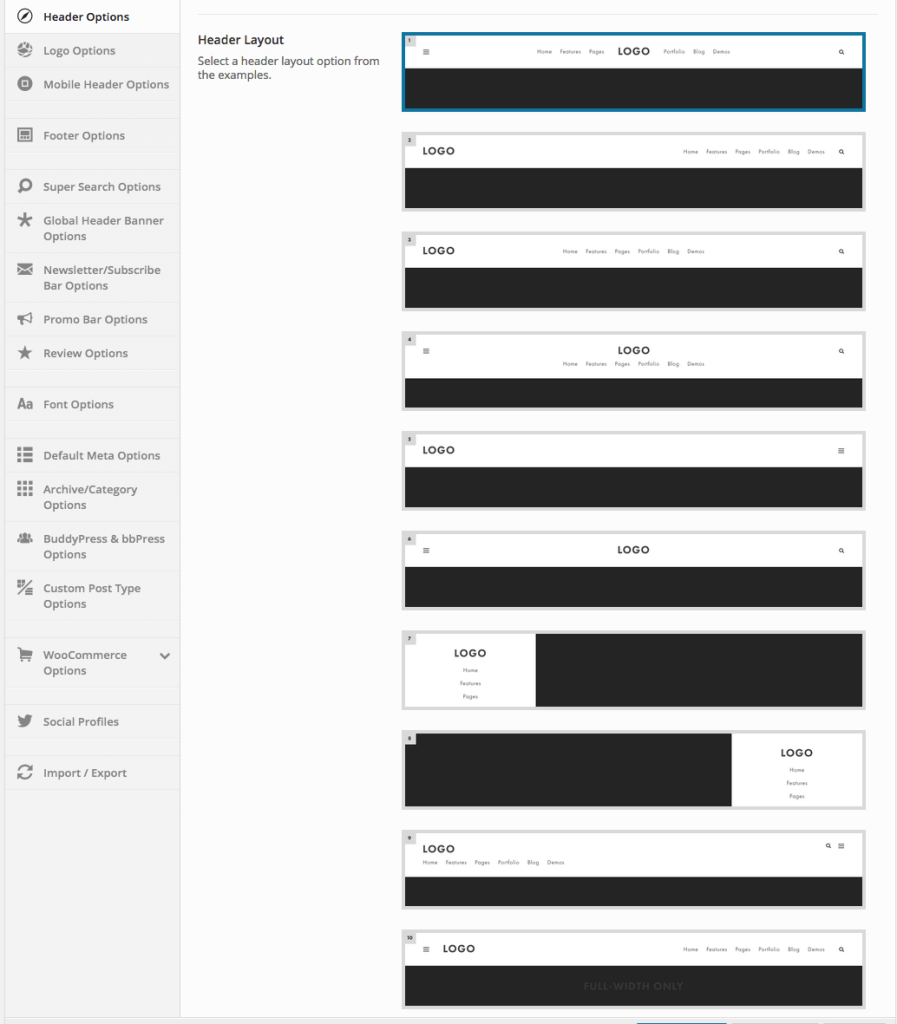 Header Options
Logo Options
Mobile Header Options
Footer Options
Super Search Options
Global Header Banner
Options
Newsletter/Subscribe
Bar Options
Promo Bar Options
Review Options
Aa Font Options
Default Meta Options
Archive/Category
Options
BuddyPress & bbPress
Options
Custom Post Type
Options
WooCommerce
Options
Social Profiles
Import / Export
Header Layout
Select a header layout option from
the examples.
1
Home Features Pages LOGO Portfolio Blog Demos
2
LOGO Home Features Pages Portfolio Blog Demos
3
LOGO Home Features Pages Portfolio Blog Demos
4
LOGO
Home Features Pages Portfolio Blog Demos
5
LOGO
6
LOGO
7
LOGO
Home
Features
Pages
8
LOGO
Home
Features
Pages
9
LOGO
Home Features Pages Portfolio Blog Demos
10
LOGO Home Features Pages Portfolio Blog Demos
FULL-WIDTH ONLY